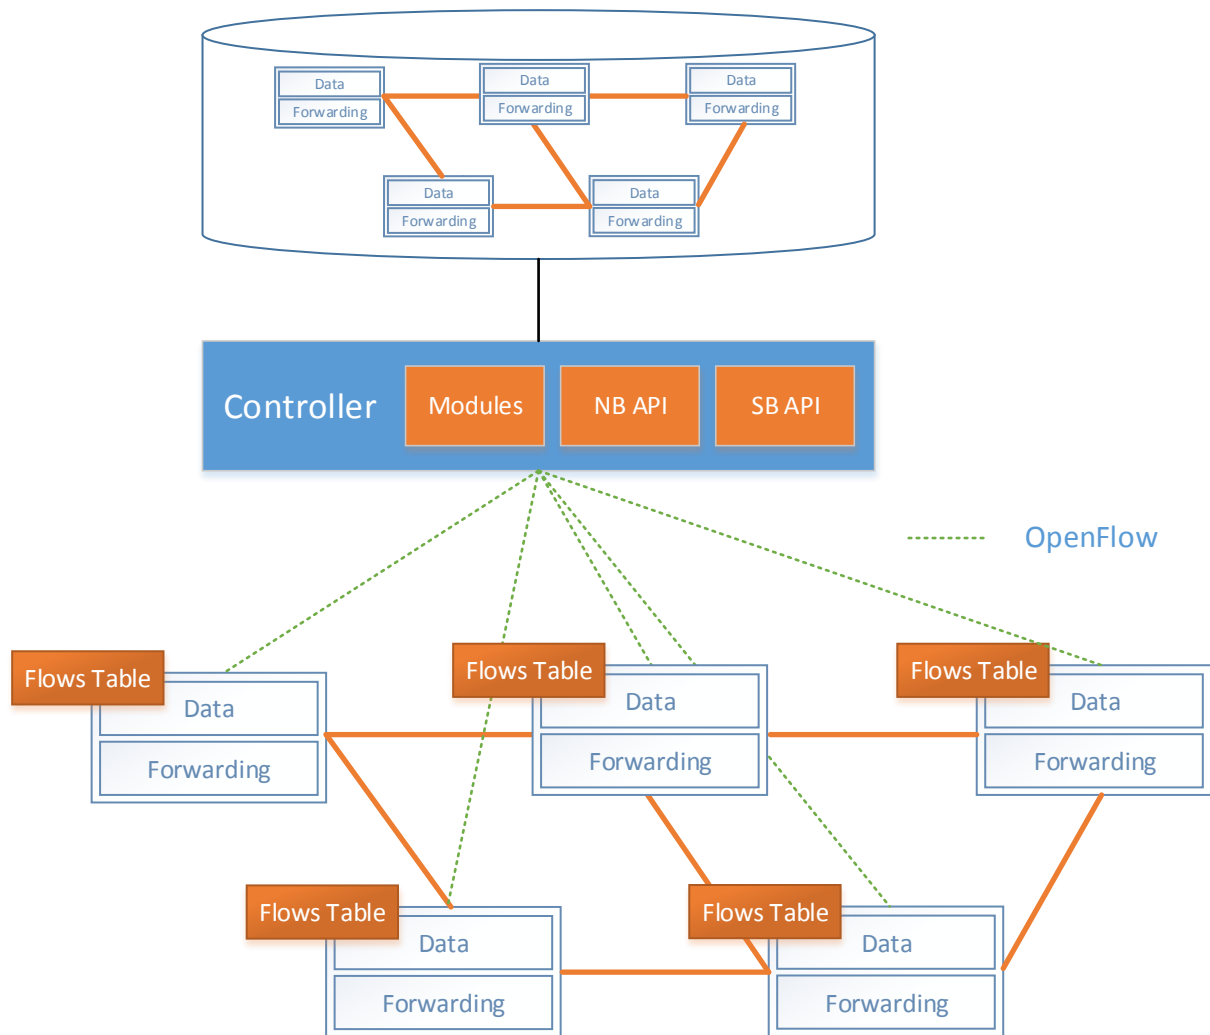 Data
Forwarding
Data
Forwarding
Data
Forwarding
Data
Forwarding
Data
Forwarding
Controller
Modules
NB API
SB API
OpenFlow
Flows Table
Data
Forwarding
Flows Table
Data
Forwarding
Flows Table
Data
Forwarding
Flows Table
Data
Forwarding
Flows Table
Data
Forwarding